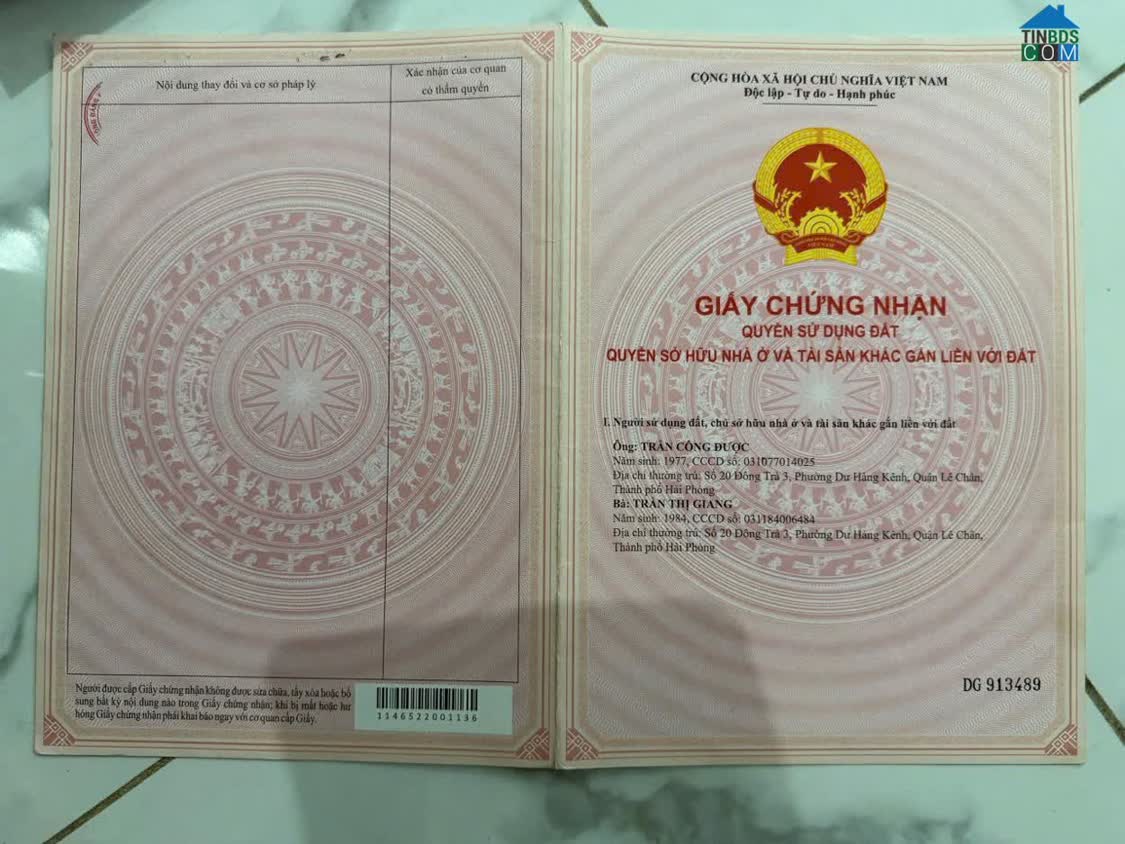 TINBDS
COM
Nội dung thay đổi và cơ sở pháp lý
Xác nhận của cơ quan
có thẩm quyền
Người được cấp Giấy chứng nhận không được sửa chữa, tẩy xóa hoặc bổ
sung bất kỳ nội dung nào trong Giấy chứng nhận; khi bị mất hoặc hư
hỏng Giấy chứng nhận phải khai báo ngay với cơ quan cấp Giấy.
1146522001136
CỘNG HÒA XÃ HỘI CHỦ NGHĨA VIỆT NAM
Độc lập - Tự do - Hạnh phúc
VIỆT NAM
GIẤY CHỨNG NHẬN
QUYỀN SỬ DỤNG ĐẤT
QUYỀN SỞ HỮU NHÀ Ở VÀ TÀI SẢN KHÁC GẮN LIỀN VỚI ĐẤT
I. Người sử dụng đất, chủ sở hữu nhà ở và tài sản khác gắn liền với đất
Ông: TRẦN CÔNG ĐƯỢC
Năm sinh: 1977, CCCD số: 031077014025
Địa chỉ thường trú: Số 20 Đông Trà 3, Phường Dư Hàng Kênh, Quận Lê Chân,
Thành phố Hải Phòng
Bà: TRẦN THỊ GIANG
Năm sinh: 1984, CCCD số: 031184006484
Địa chỉ thường trú: Số 20 Đông Trà 3, Phường Dư Hàng Kênh, Quận Lê Chân,
Thành phố Hải Phòng
DG 913489